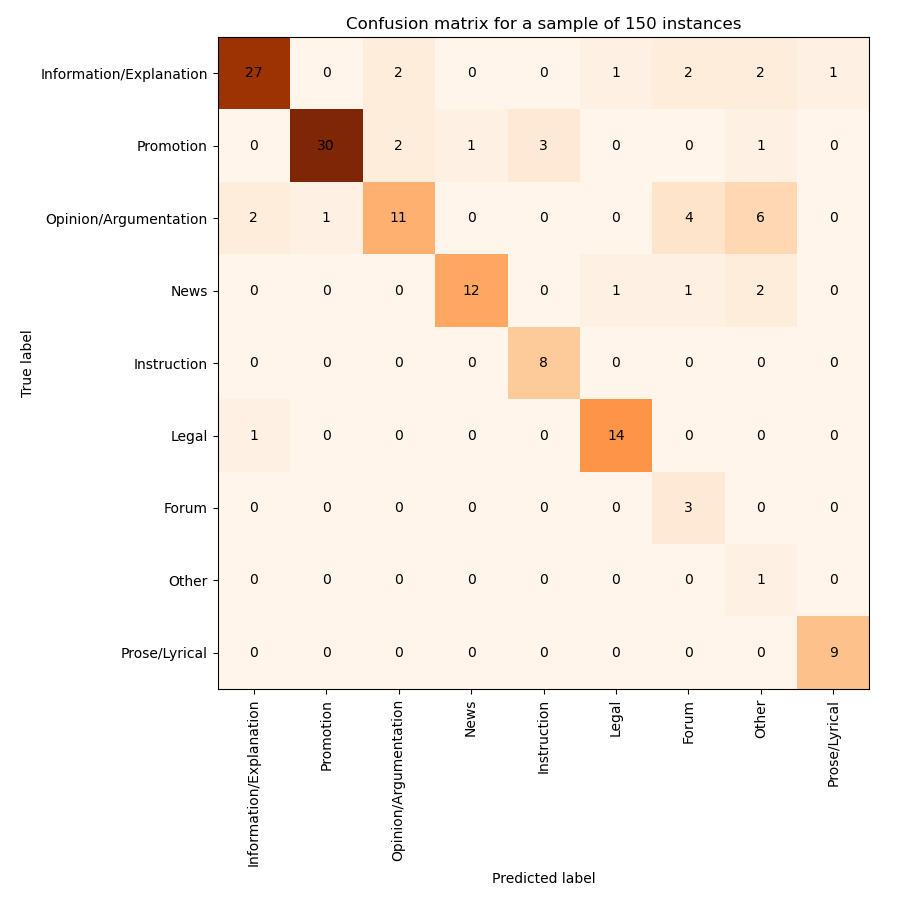 Confusion matrix for a sample of 150 instances
Information/Explanation 27 0 2 0 0 1 2 2 1
Promotion 0 30 2 1 3 0 0 1 0
Opinion/Argumentation 2 1 11 0 0 0 4 6 0
News 0 0 0 12 0 1 1 2 0
Instruction 0 0 0 0 8 0 0 0 0
Legal 1 0 0 0 0 14 0 0 0
Forum 0 0 0 0 0 0 3 0 0
Other 0 0 0 0 0 0 0 1 0
Prose/Lyrical 0 0 0 0 0 0 0 0 9
True label
Information/Explanation
Promotion
Opinion/Argumentation
News
Instruction
Legal
Forum
Other
Prose/Lyrical
Predicted label